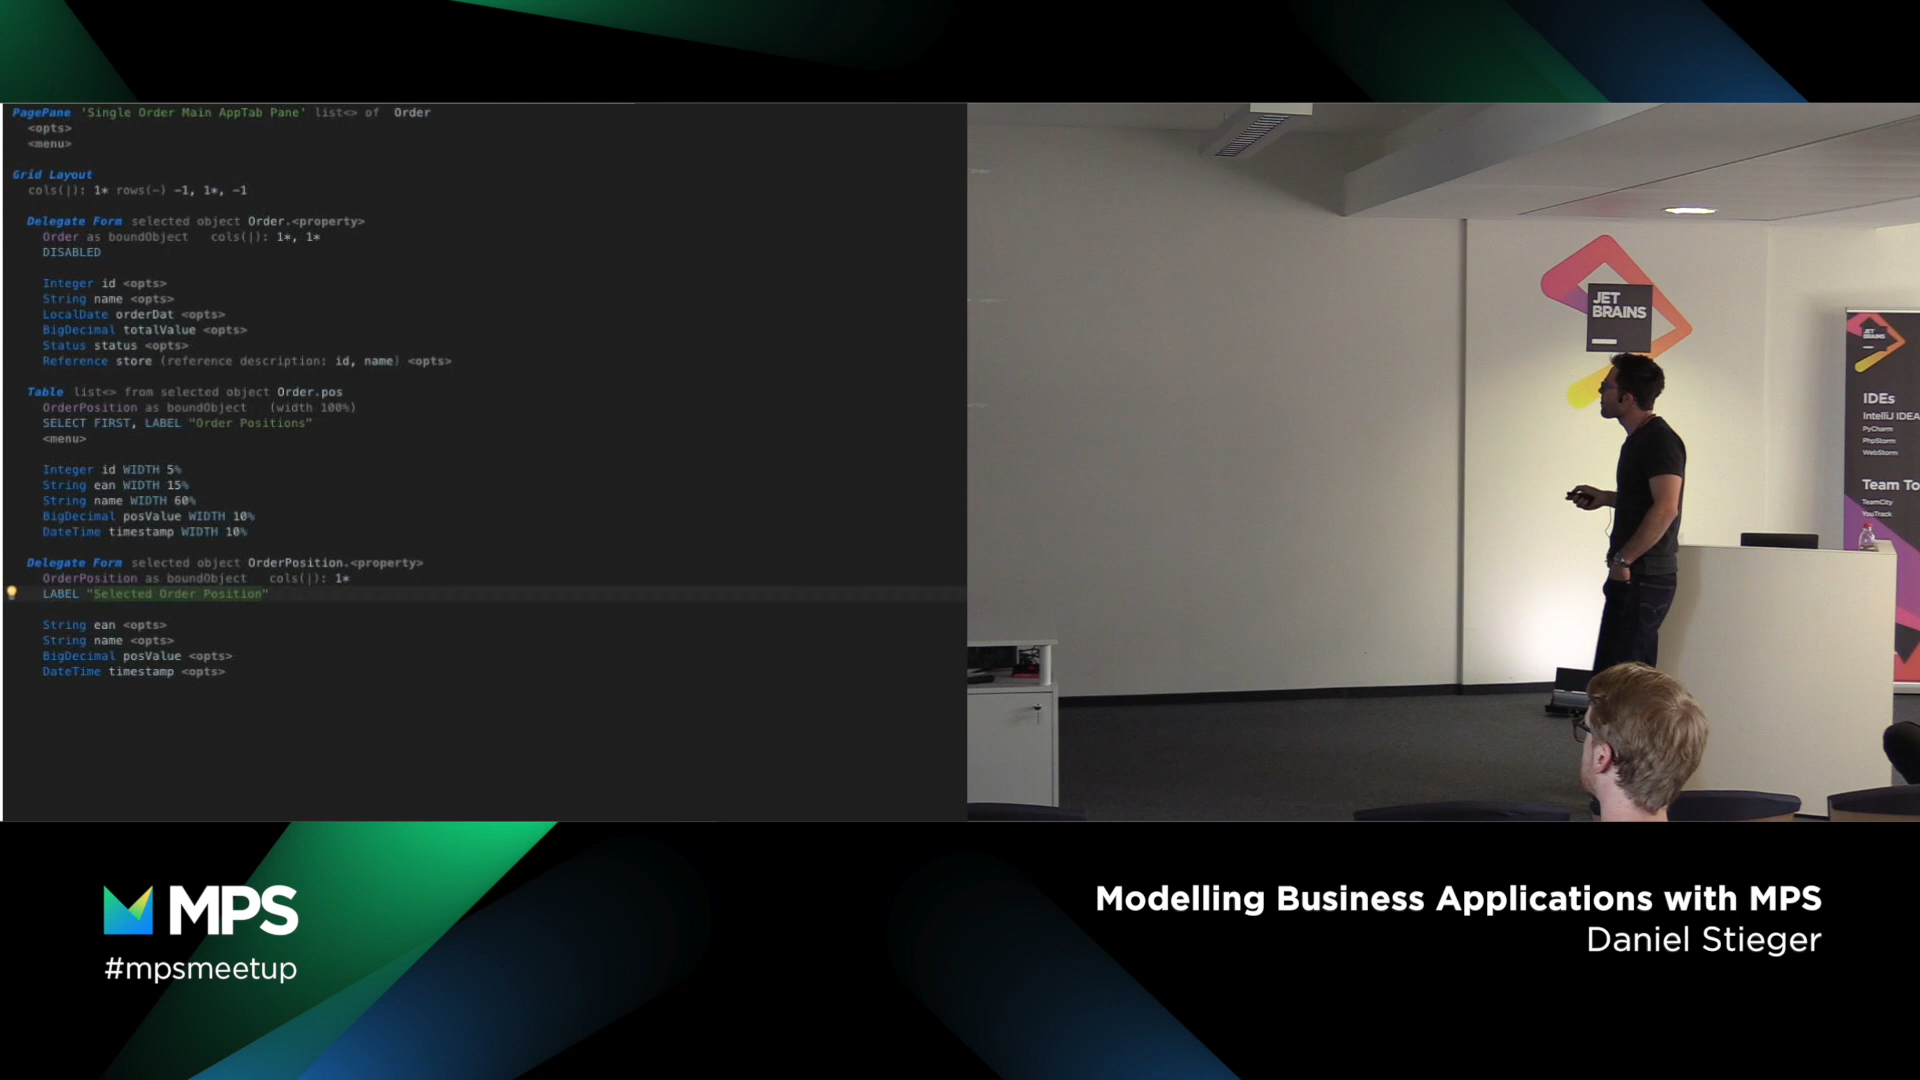 PagePane 'Single Order Main AppTab Pane' list<> of Order
<opts>
<menu>
Grid Layout
cols(|): 1* rows(—) -1, 1*, -1
Delegate Form selected object Order.<property>
Order as boundObject cols(|): 1*, 1*
DISABLED
Integer id <opts>
String name <opts>
LocalDate orderDat <opts>
BigDecimal totalValue <opts>
Status status <opts>
Reference store (reference description: id, name) <opts>
Table list<> from selected object Order.pos
OrderPosition as boundObject (width 100%)
SELECT FIRST, LABEL "Order Positions"
<menu>
Integer id WIDTH 5%
String ean WIDTH 15%
String name WIDTH 60%
BigDecimal posValue WIDTH 10%
DateTime timestamp WIDTH 10%
Delegate Form selected object OrderPosition.<property>
OrderPosition as boundObject cols(|): 1*
LABEL "Selected Order Position"
String ean <opts>
String name <opts>
BigDecimal posValue <opts>
DateTime timestamp <opts>
JET
BRAINS
JET
BRAINS
IDEs
IntelliJ IDEA
PyCharm
PhpStorm
WebStorm
Team To
TeamCity
YouTrack
MPS
#mpsmeetup
Modelling Business Applications with MPS
Daniel Stieger